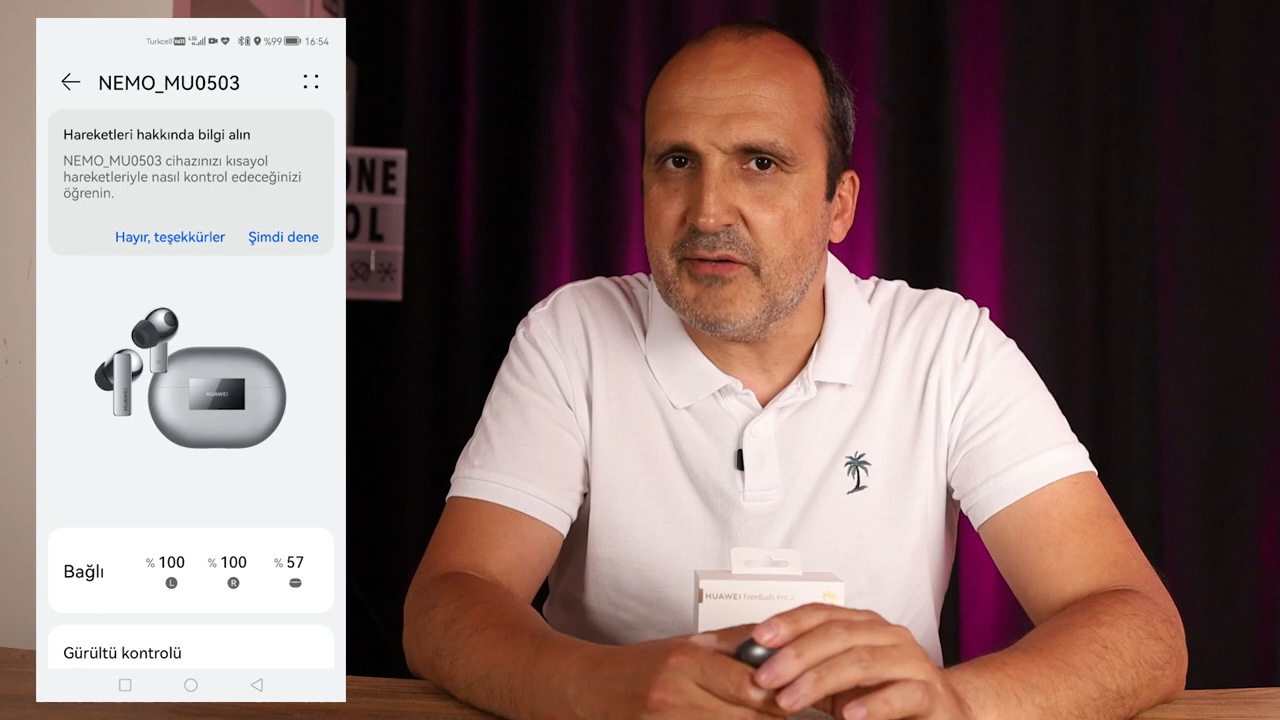 Turkcell %99 16:54
NEMO_MU0503
Hareketleri hakkında bilgi alın
NEMO_MU0503 cihazınızı kısayol
hareketleriyle nasıl kontrol edeceğinizi
öğrenin.
Hayır, teşekkürler Şimdi dene
HUAWEI
HUAWEI
Bağlı %100 %100 %57
L R
Gürültü kontrolü
ONE
OL
HUAWEI FreeBuds Pro 2